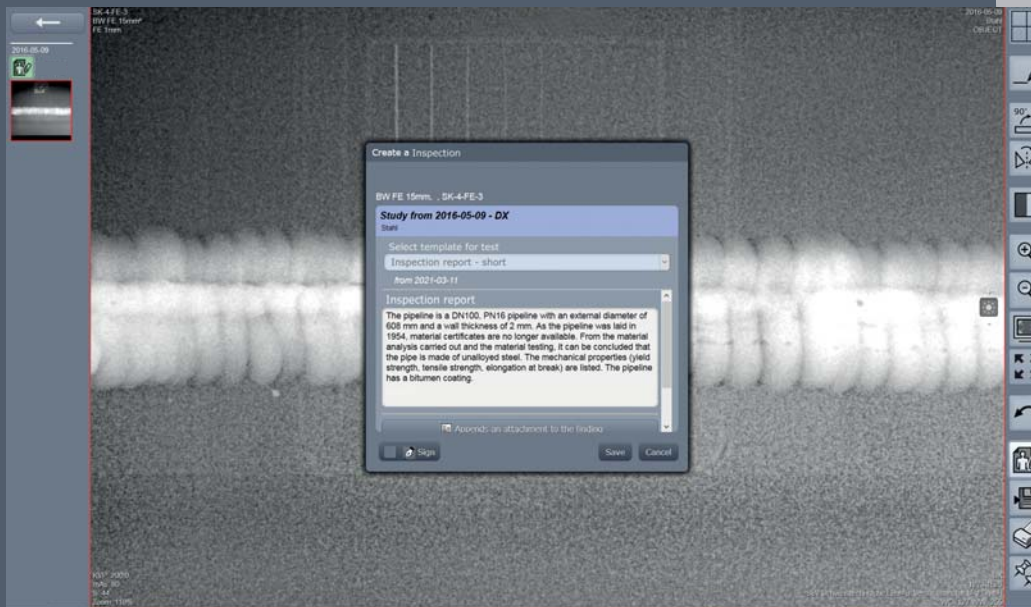 SK-4-FE-3
BW FE 15mm*
FE 1mm
2016-05-09
Stahl
OBJECT
2016-05-09
90°
Create a Inspection
BW FE 15mm, , SK-4-FE-3
Study from 2016-05-09 - DX
Stahl
Select template for test
Inspection report - short
from 2021-03-11
Inspection report
The pipeline is a DN100, PN16 pipeline with an external diameter of
608 mm and a wall thickness of 2 mm. As the pipeline was laid in
1954, material certificates are no longer available. From the material
analysis carried out and the material testing, it can be concluded that
the pipe is made of unalloyed steel. The mechanical properties (yield
strength, tensile strength, elongation at break) are listed. The pipeline
has a bitumen coating.
Appends an attachment to the finding
Sign
Save
Cancel